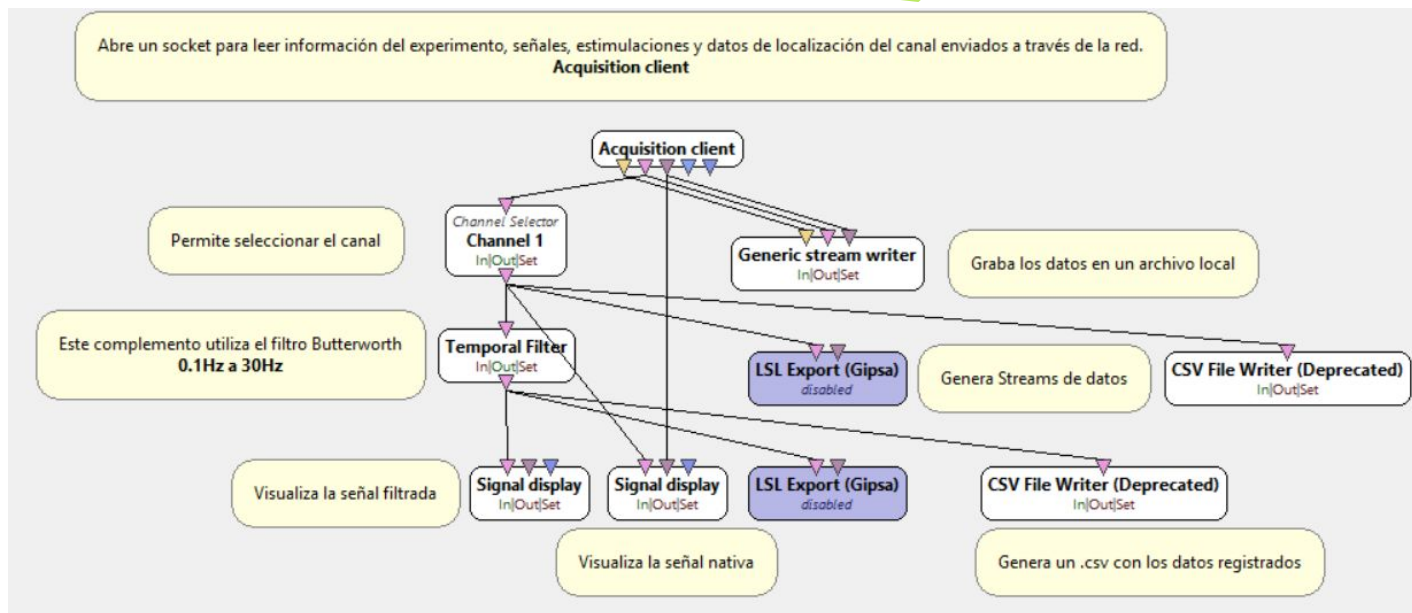 Abre un socket para leer información del experimento, señales, estimulaciones y datos de localización del canal enviados a través de la red.
Acquisition client
Acquisition client
Permite seleccionar el canal
Channel Selector
Channel 1
In|Out|Set
Generic stream writer
In|Out|Set
Graba los datos en un archivo local
Este complemento utiliza el filtro Butterworth
0.1Hz a 30Hz
Temporal Filter
In|Out|Set
LSL Export (Gipsa)
disabled
Genera Streams de datos
CSV File Writer (Deprecated)
In|Out|Set
Visualiza la señal filtrada
Signal display
In|Out|Set
Signal display
In|Out|Set
LSL Export (Gipsa)
disabled
CSV File Writer (Deprecated)
In|Out|Set
Visualiza la señal nativa
Genera un .csv con los datos registrados